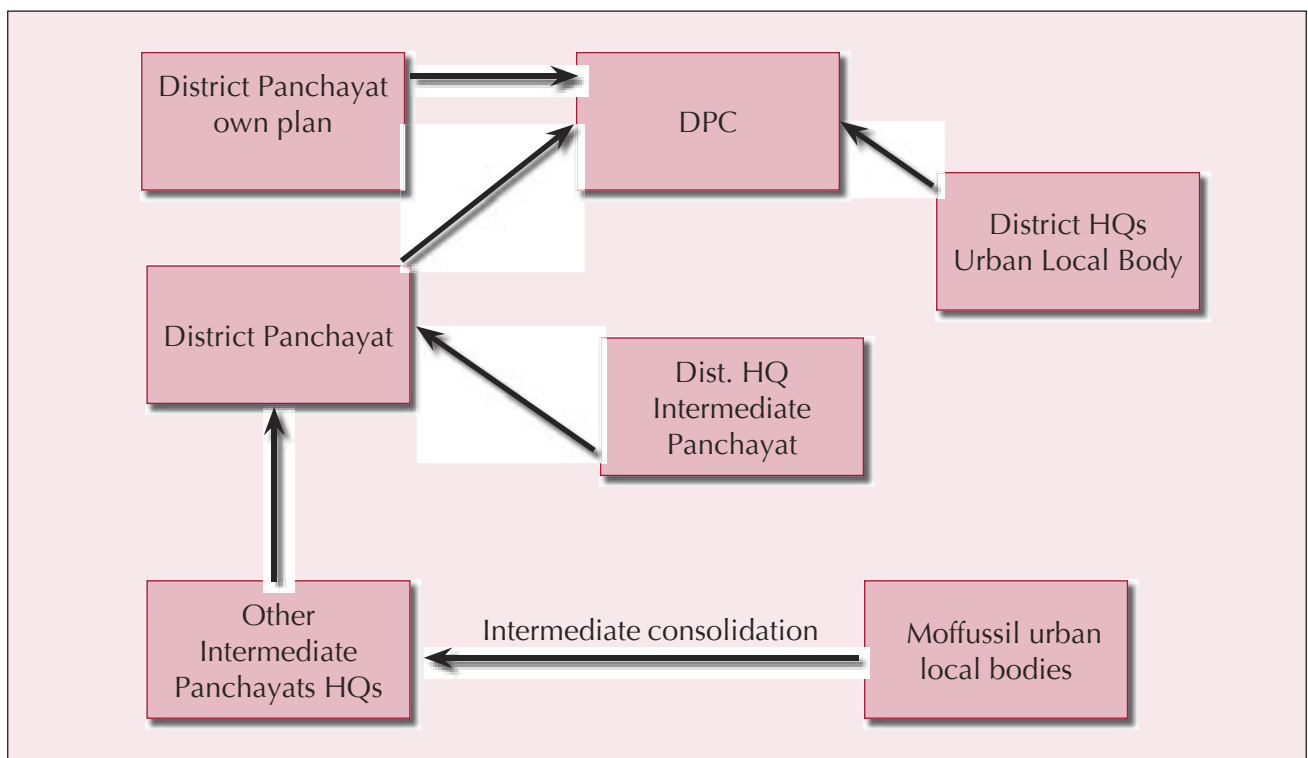 District Panchayat
own plan
DPC
District HQs
Urban Local Body
District Panchayat
Dist. HQ
Intermediate
Panchayat
Other
Intermediate
Panchayats HQs
Intermediate consolidation
Moffussil urban
local bodies